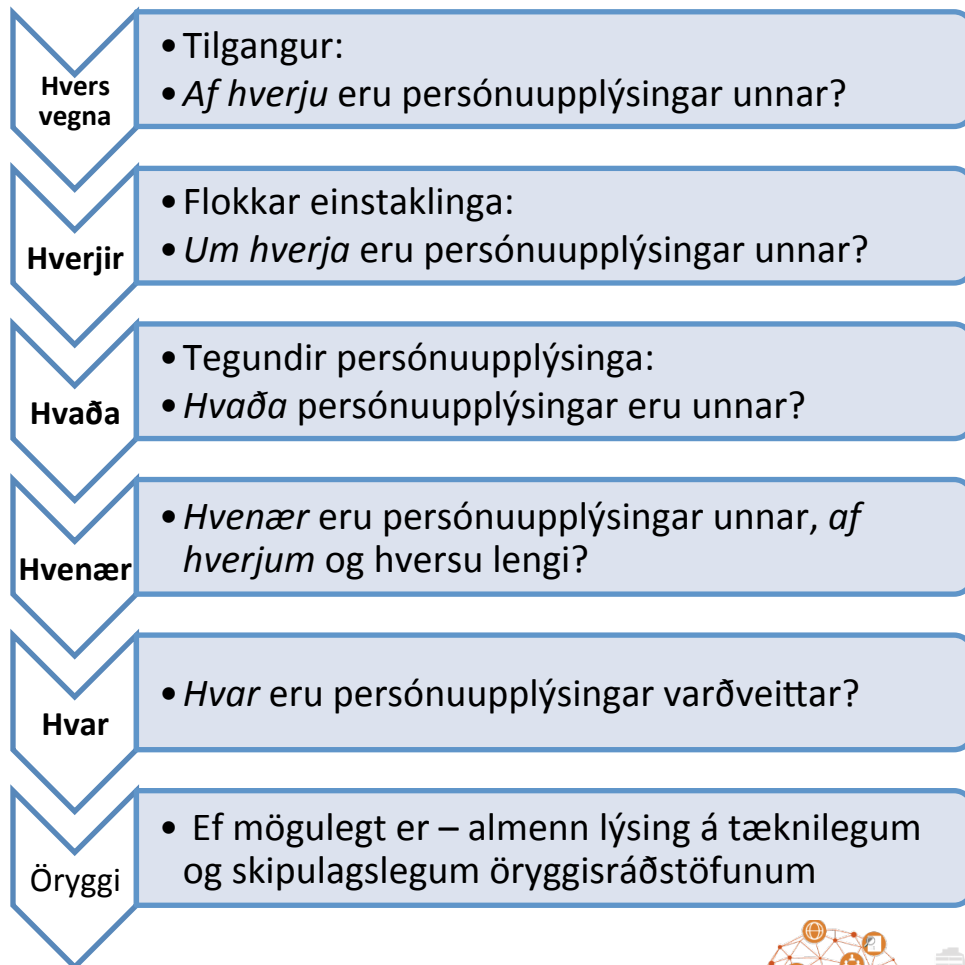 Hvers
vegna
• Tilgangur:
• Af hverju eru persónuupplýsingar unnar?
Hverjir
• Flokkar einstaklinga:
• Um hverja eru persónuupplýsingar unnar?
Hvaða
• Tegundir persónuupplýsinga:
• Hvaða persónuupplýsingar eru unnar?
Hvenær
• Hvenær eru persónuupplýsingar unnar, af
hverjum og hversu lengi?
Hvar
• Hvar eru persónuupplýsingar varðveittar?
Öryggi
• Ef mögulegt er – almenn lýsing á tæknilegum
og skipulagslegum öryggisráðstöfunum